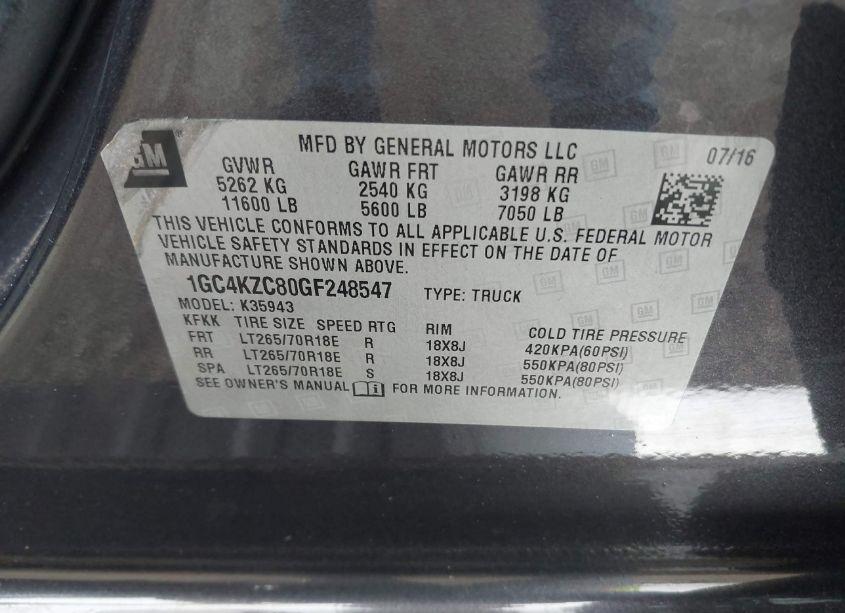 GM
MFD BY GENERAL MOTORS LLC 07/16
GVWR GAWR FRT GAWR RR
5262 KG 2540 KG 3198 KG
11600 LB 5600 LB 7050 LB
THIS VEHICLE CONFORMS TO ALL APPLICABLE U.S. FEDERAL MOTOR
VEHICLE SAFETY STANDARDS IN EFFECT ON THE DATE OF
MANUFACTURE SHOWN ABOVE.
1GC4KZC80GF248547 TYPE: TRUCK
MODEL: K35943
KFKK TIRE SIZE SPEED RTG RIM COLD TIRE PRESSURE
FRT LT265/70R18E R 18X8J 420KPA(60PSI)
RR LT265/70R18E R 18X8J 550KPA(80PSI)
SPA LT265/70R18E S 18X8J 550KPA(80PSI)
SEE OWNER'S MANUAL FOR MORE INFORMATION.